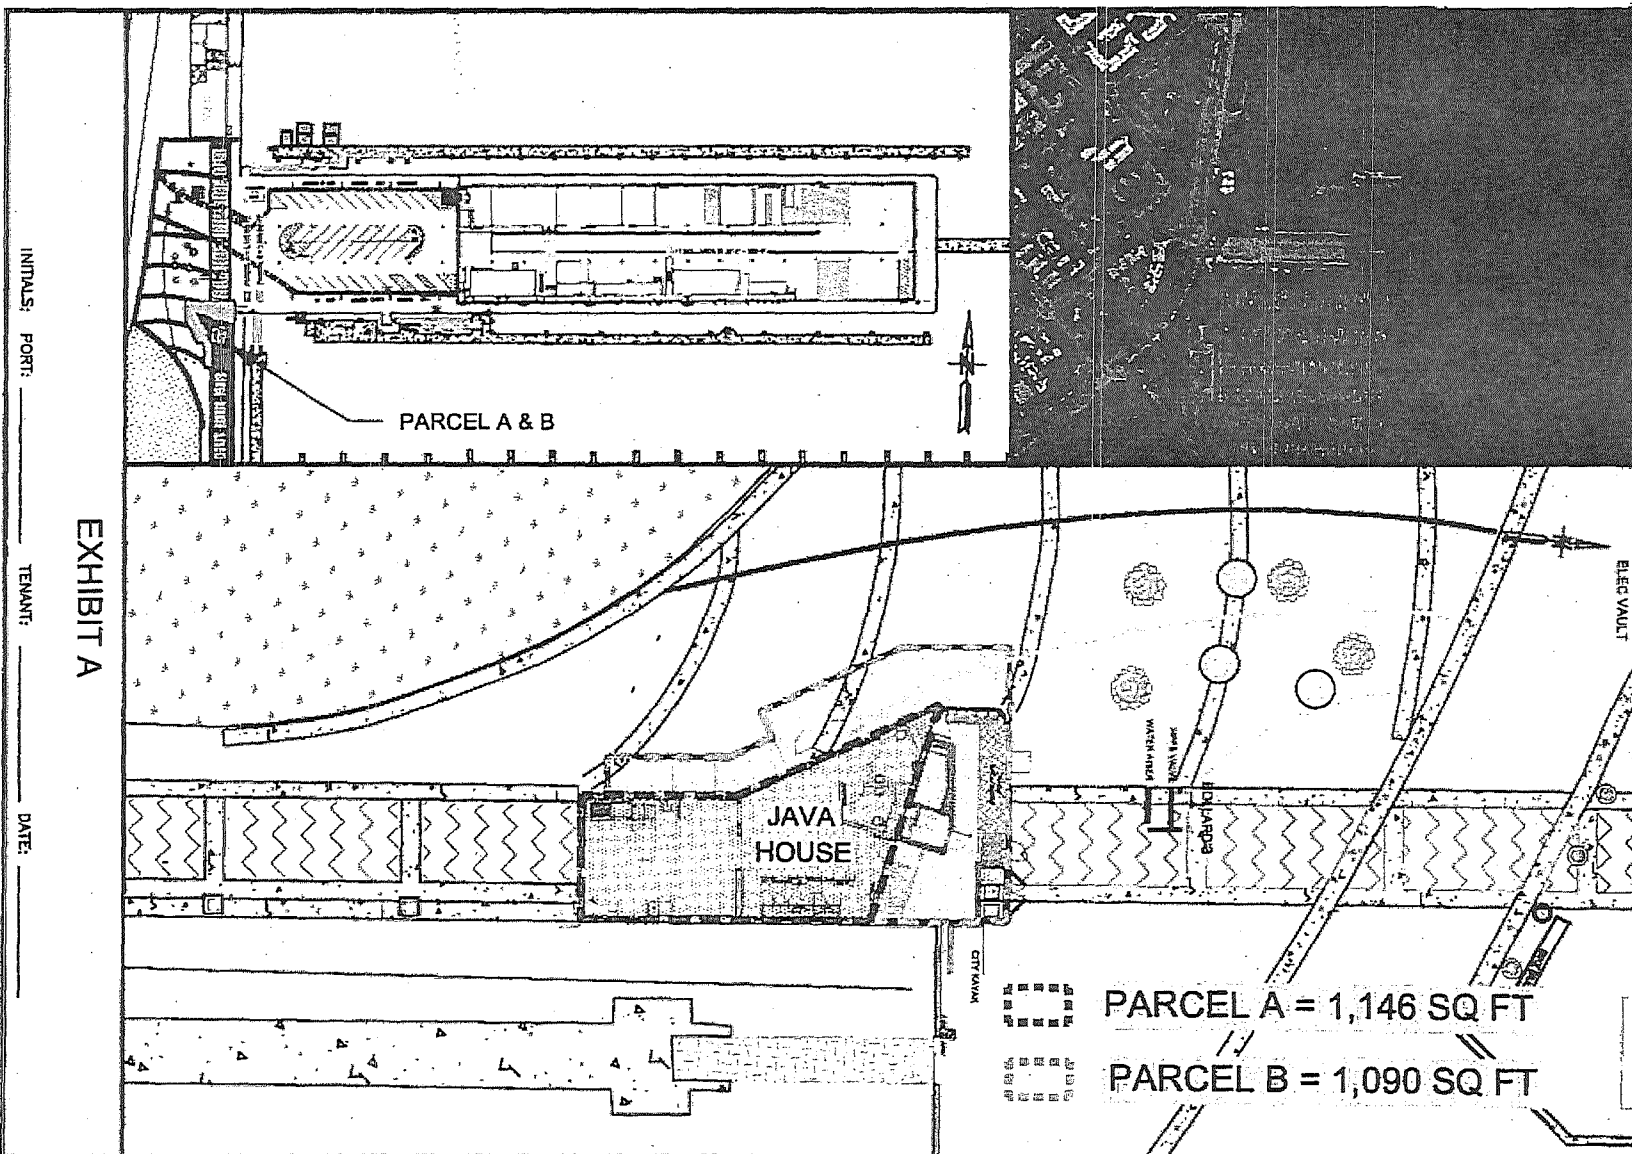 PARCEL A & B
ELEC VAULT
JAVA
HOUSE
CITY KAYAK
PARCEL A = 1,146 SQ FT
PARCEL B = 1,090 SQ FT
EXHIBIT A
INITIALS: PORT: TENANT: DATE: